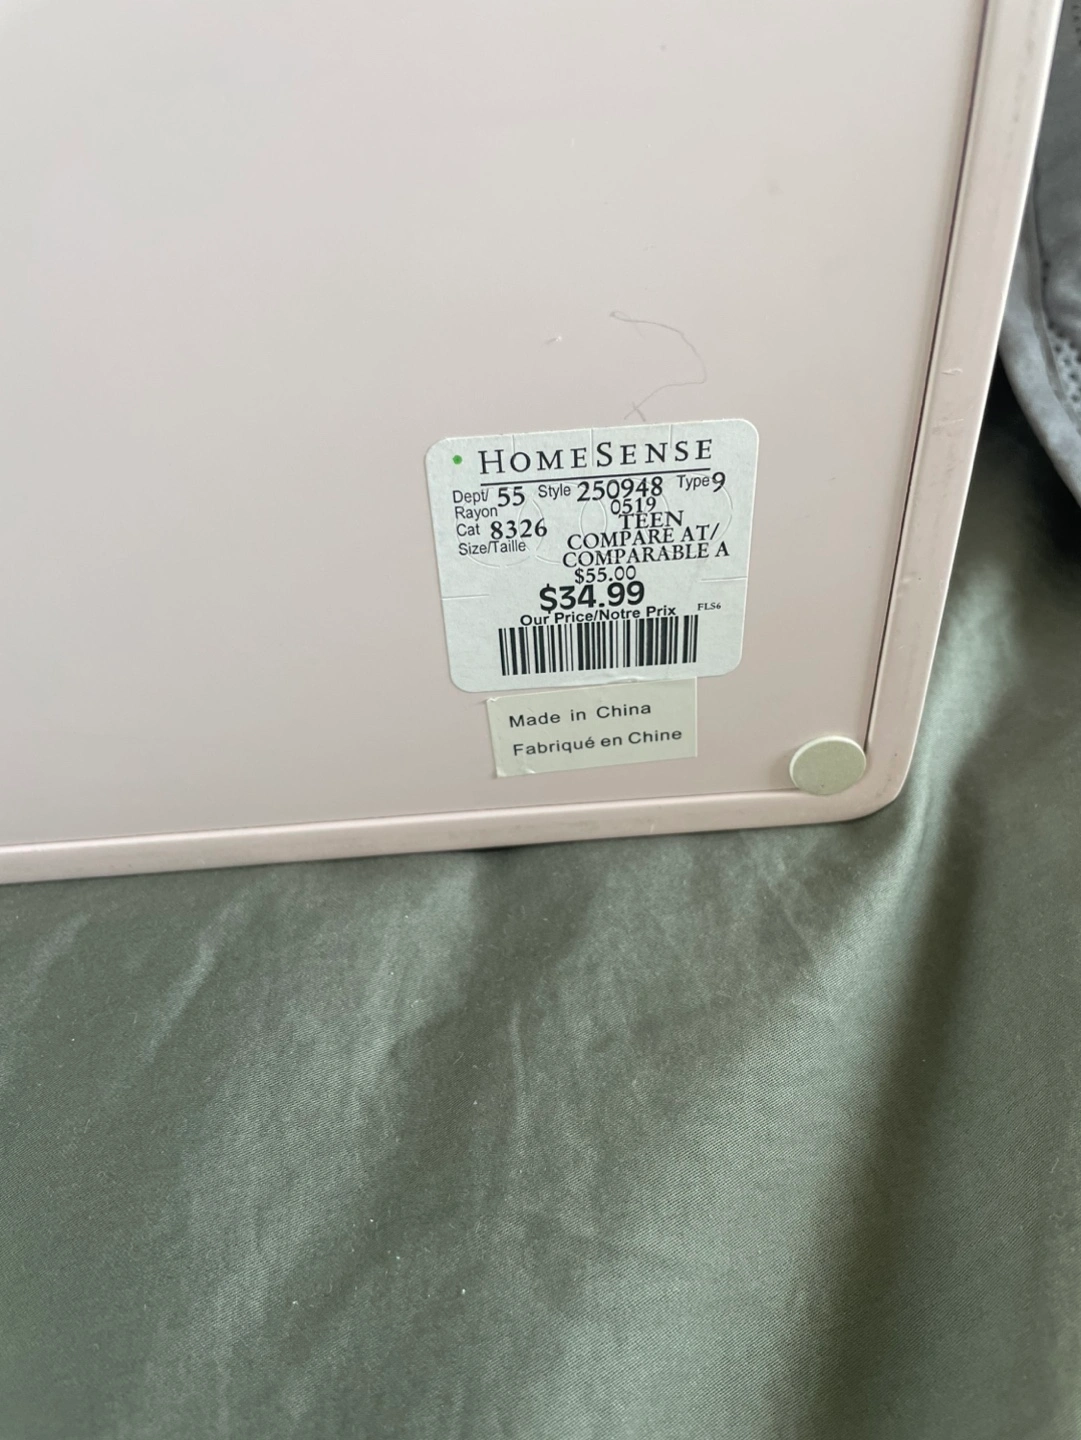 HOMESENSE
Dept/ 55 Style 250948 Type 9
Rayon 0519
Cat 8326 TEEN
Size/Taille COMPARE AT/
COMPARABLE A
$55.00
$34.99
Our Price/Notre Prix FLS6
Made in China
Fabriqué en Chine